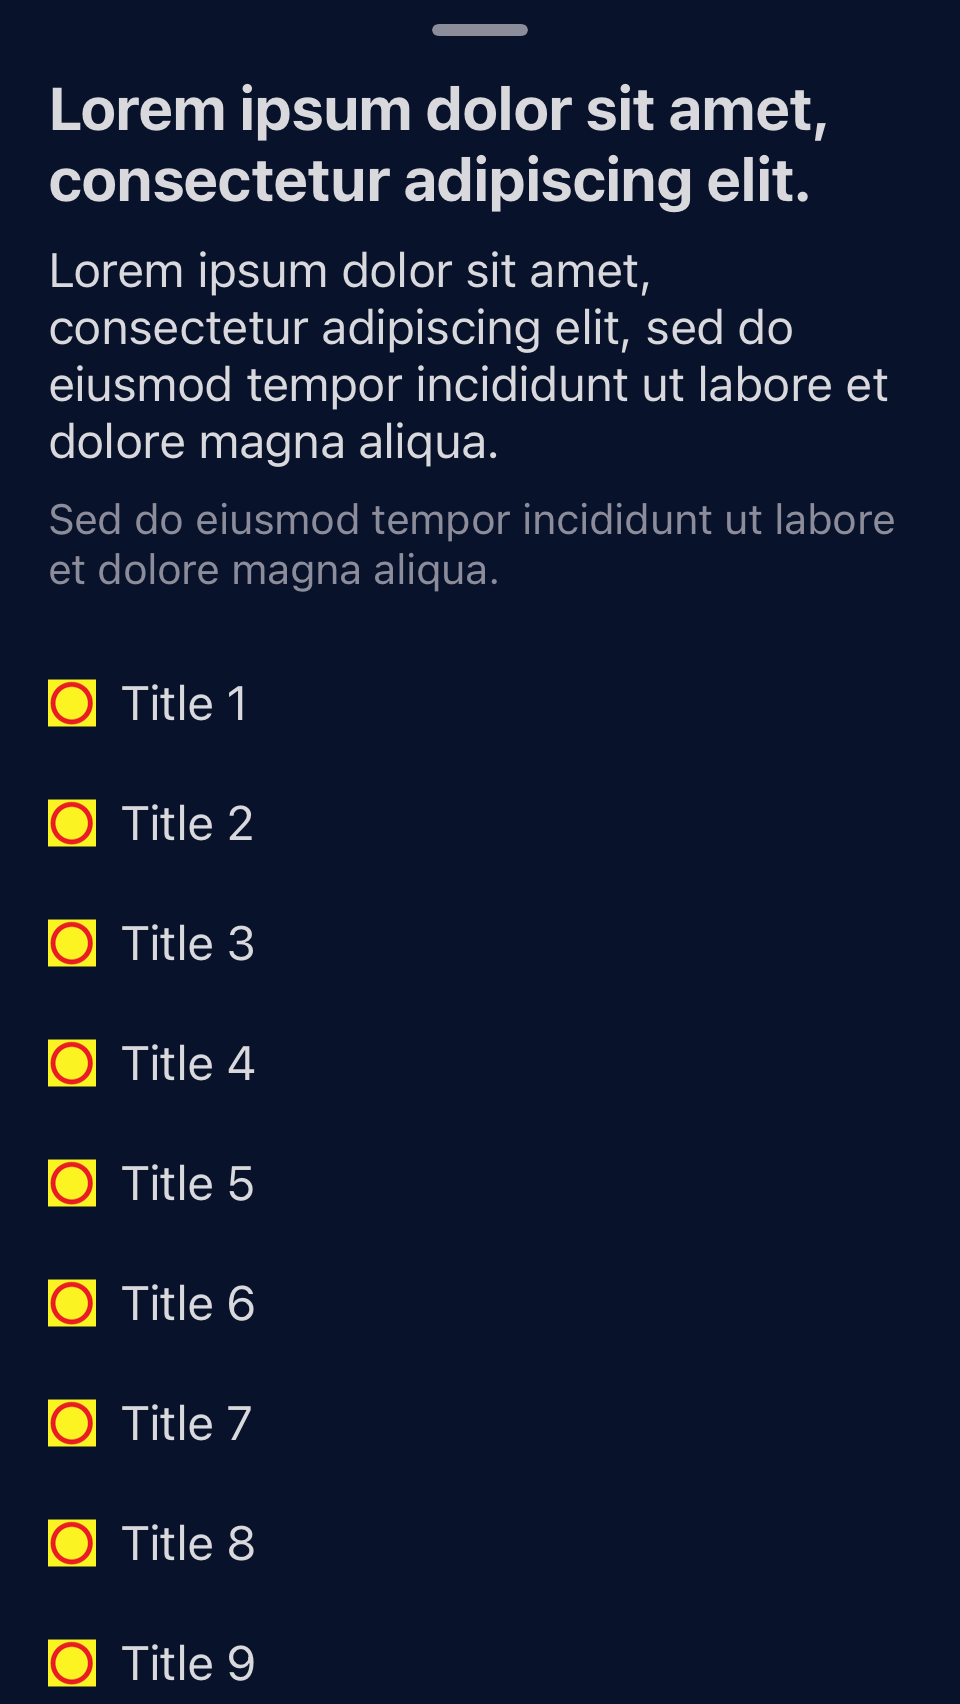 Lorem ipsum dolor sit amet,
consectetur adipiscing elit.
Lorem ipsum dolor sit amet,
consectetur adipiscing elit, sed do
eiusmod tempor incididunt ut labore et
dolore magna aliqua.
Sed do eiusmod tempor incididunt ut labore
et dolore magna aliqua.
Title 1
Title 2
Title 3
Title 4
Title 5
Title 6
Title 7
Title 8
Title 9